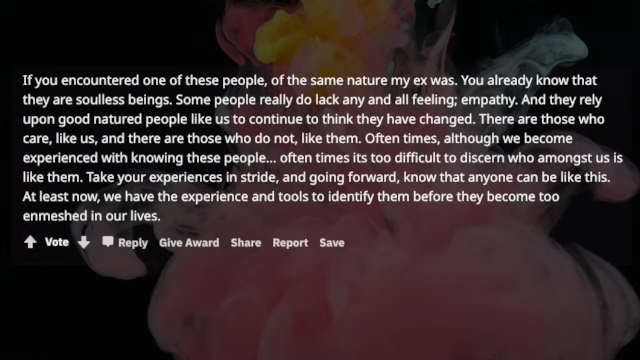 If you encountered one of these people, of the same nature my ex was. You already know that
they are soulless beings. Some people really do lack any and all feeling; empathy. And they rely
upon good natured people like us to continue to think they have changed. There are those who
care, like us, and there are those who do not, like them. Often times, although we become
experienced with knowing these people... often times its too difficult to discern who amongst us is
like them. Take your experiences in stride, and going forward, know that anyone can be like this.
At least now, we have the experience and tools to identify them before they become too
enmeshed in our lives.
Vote Reply Give Award Share Report Save